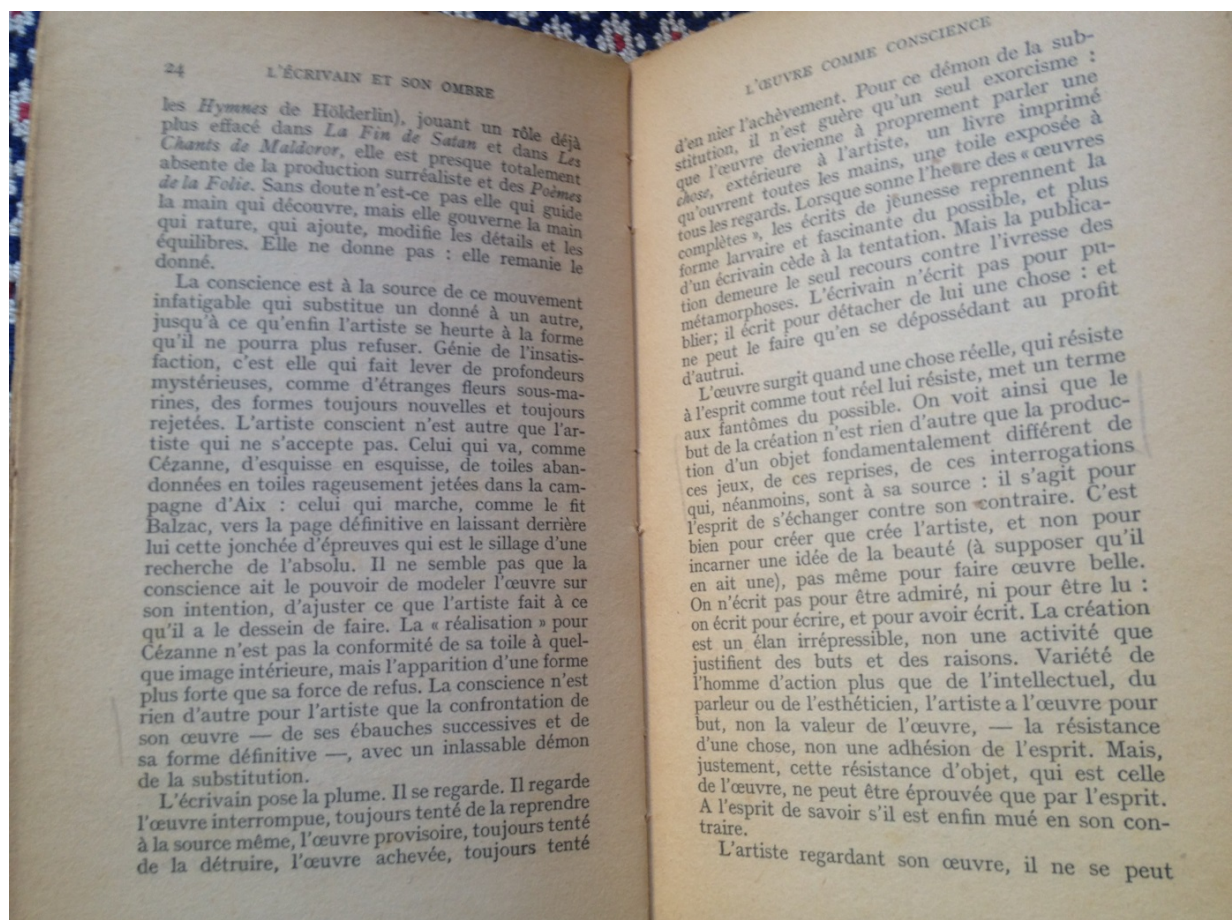 24 L'ÉCRIVAIN ET SON OMBRE
les Hymnes de Hölderlin), jouant un rôle déjà
plus effacé dans La Fin de Satan et dans Les
Chants de Maldoror, elle est presque totalement
absente de la production surréaliste et des Poèmes
de la Folie. Sans doute n'est-ce pas elle qui guide
la main qui découvre, mais elle gouverne la main
qui rature, qui ajoute, modifie les détails et les
équilibres. Elle ne donne pas : elle remanie le
donné.
La conscience est à la source de ce mouvement
infatigable qui substitue un donné à un autre,
jusqu'à ce qu'enfin l'artiste se heurte à la forme
qu'il ne pourra plus refuser. Génie de l'insatis-
faction, c'est elle qui fait lever de profondeurs
mystérieuses, comme d'étranges fleurs sous-ma-
rines, des formes toujours nouvelles et toujours
rejetées. L'artiste conscient n'est autre que l'ar-
tiste qui ne s'accepte pas. Celui qui va, comme
Cézanne, d'esquisse en esquisse, de toiles aban-
données en toiles rageusement jetées dans la cam-
pagne d'Aix : celui qui marche, comme le fit
Balzac, vers la page définitive en laissant derrière
lui cette jonchée d'épreuves qui est le sillage d'une
recherche de l'absolu. Il ne semble pas que la
conscience ait le pouvoir de modeler l'œuvre sur
son intention, d'ajuster ce que l'artiste fait à ce
qu'il a le dessein de faire. La « réalisation » pour
Cézanne n'est pas la conformité de sa toile à quel-
que image intérieure, mais l'apparition d'une forme
plus forte que sa force de refus. La conscience n'est
rien d'autre pour l'artiste que la confrontation de
son œuvre — de ses ébauches successives et de
sa forme définitive —, avec un inlassable démon
de la substitution.
L'écrivain pose la plume. Il se regarde. Il regarde
l'œuvre interrompue, toujours tenté de la reprendre
à la source même, l'œuvre provisoire, toujours tenté
de la détruire, l'œuvre achevée, toujours tenté
L'ŒUVRE COMME CONSCIENCE
d'en nier l'achèvement. Pour ce démon de la sub-
stitution, il n'est guère qu'un seul exorcisme :
que l'œuvre devienne à proprement parler une
chose, extérieure à l'artiste, un livre imprimé
qu'ouvrent toutes les mains, une toile exposée à
tous les regards. Lorsque sonne l'heure des « œuvres
complètes », les écrits de jeunesse reprennent la
forme larvaire et fascinante du possible, et plus
d'un écrivain cède à la tentation. Mais la publica-
tion demeure le seul recours contre l'ivresse des
métamorphoses. L'écrivain n'écrit pas pour pu-
blier; il écrit pour détacher de lui une chose : et
ne peut le faire qu'en se dépossédant au profit
d'autrui.
L'œuvre surgit quand une chose réelle, qui résiste
à l'esprit comme tout réel lui résiste, met un terme
aux fantômes du possible. On voit ainsi que le
but de la création n'est rien d'autre que la produc-
tion d'un objet fondamentalement différent de
ces jeux, de ces reprises, de ces interrogations
qui, néanmoins, sont à sa source : il s'agit pour
l'esprit de s'échanger contre son contraire. C'est
bien pour créer que crée l'artiste, et non pour
incarner une idée de la beauté (à supposer qu'il
en ait une), pas même pour faire œuvre belle.
On n'écrit pas pour être admiré, ni pour être lu :
on écrit pour écrire, et pour avoir écrit. La création
est un élan irrépressible, non une activité que
justifient des buts et des raisons. Variété de
l'homme d'action plus que de l'intellectuel, du
parleur ou de l'esthéticien, l'artiste a l'œuvre pour
but, non la valeur de l'œuvre, — la résistance
d'une chose, non une adhésion de l'esprit. Mais,
justement, cette résistance d'objet, qui est celle
de l'œuvre, ne peut être éprouvée que par l'esprit.
A l'esprit de savoir s'il est enfin mué en son con-
traire.
L'artiste regardant son œuvre, il ne se peut